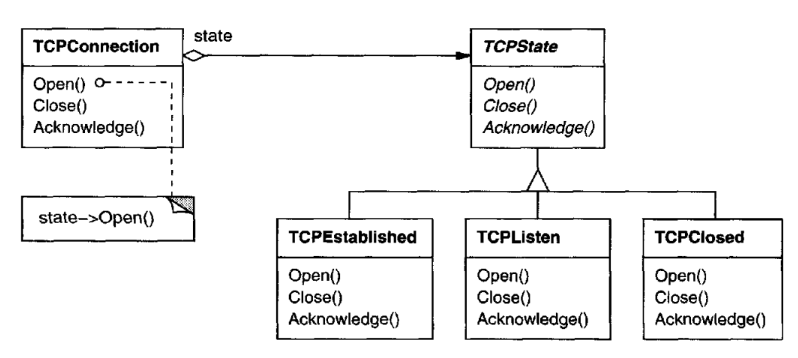 state
TCPConnection
Open()
Close()
Acknowledge()
state->Open()
TCPState
Open()
Close()
Acknowledge()
TCPEstablished
Open()
Close()
Acknowledge()
TCPListen
Open()
Close()
Acknowledge()
TCPClosed
Open()
Close()
Acknowledge()